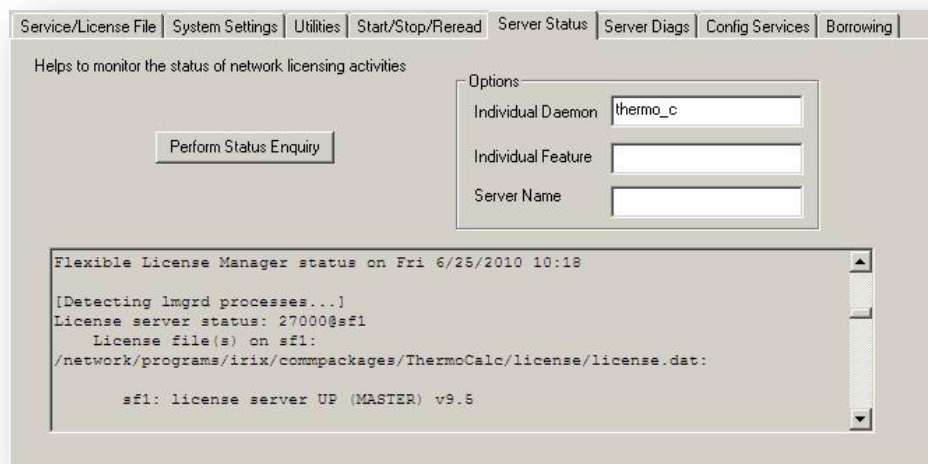 Service/License File System Settings Utilities Start/Stop/Reread Server Status Server Diags Config Services Borrowing
Helps to monitor the status of network licensing activities
Options
Individual Daemon thermo_c
Perform Status Enquiry
Individual Feature
Server Name
Flexible License Manager status on Fri 6/25/2010 10:18
[Detecting lmgrd processes...]
License server status: 27000@sf1
License file(s) on sf1:
/network/programs/irix/commpackages/ThermoCalc/license/license.dat:
sf1: license server UP (MASTER) v9.5